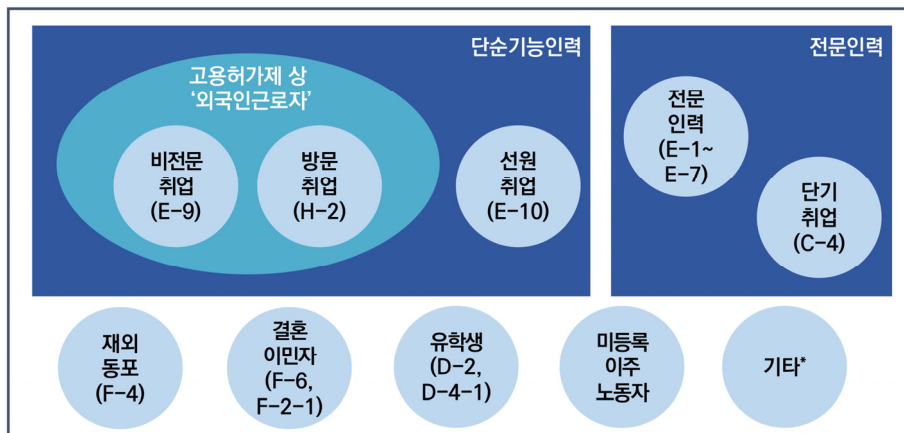 단순기능인력
전문인력
고용허가제 상
‘외국인근로자’
비전문
취업
(E-9)
방문
취업
(H-2)
선원
취업
(E-10)
전문
인력
(E-1~
E-7)
단기
취업
(C-4)
재외
동포
(F-4)
결혼
이민자
(F-6,
F-2-1)
유학생
(D-2,
D-4-1)
미등록
이주
노동자
기타*